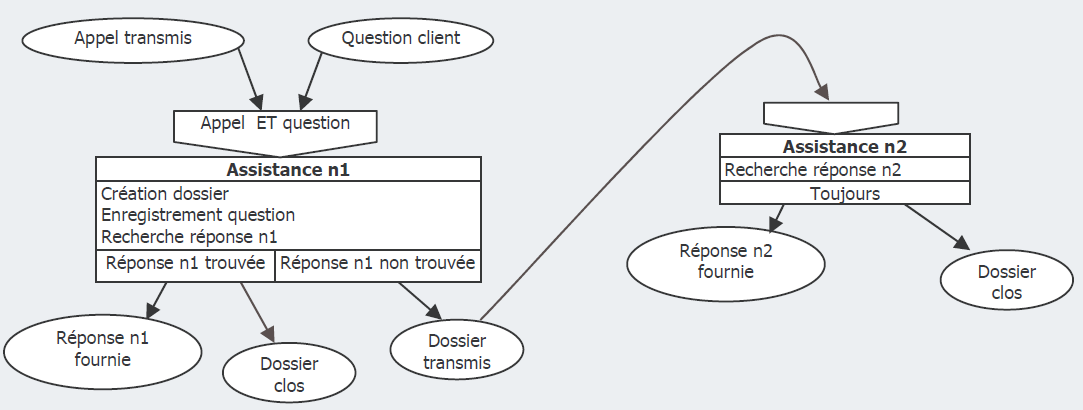 Appel transmis
Question client
Appel ET question
Assistance n1
Création dossier
Enregistrement question
Recherche réponse n1
Réponse n1 trouvée
Réponse n1 non trouvée
Réponse n1
fournie
Dossier
clos
Dossier
transmis
Assistance n2
Recherche réponse n2
Toujours
Réponse n2
fournie
Dossier
clos